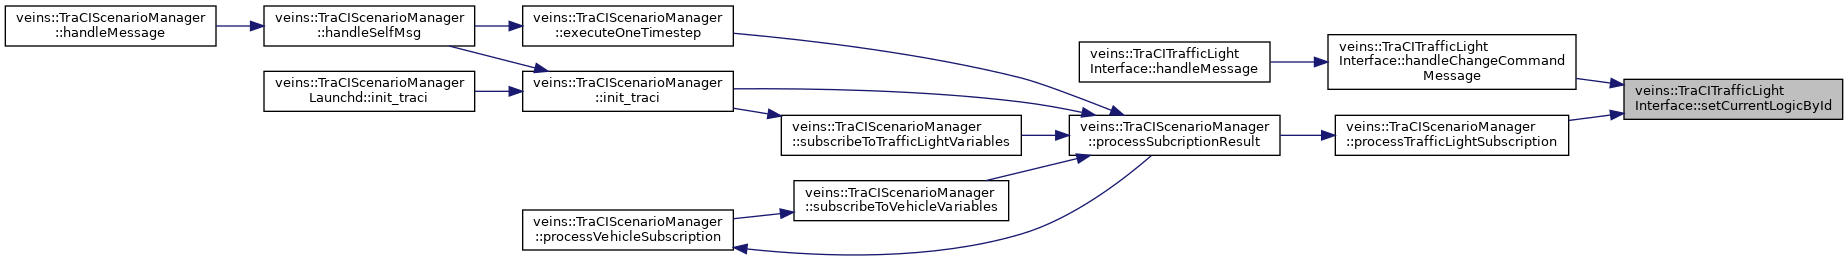 veins::TraCIScenarioManager
::handleMessage
veins::TraCIScenarioManager
::handleSelfMsg
veins::TraCIScenarioManager
::executeOneTimestep
veins::TraCIScenarioManager
Launchd::init_traci
veins::TraCIScenarioManager
::init_traci
veins::TraCIScenarioManager
::subscribeToTrafficLightVariables
veins::TraCIScenarioManager
::subscribeToVehicleVariables
veins::TraCIScenarioManager
::processVehicleSubscription
veins::TraCITrafficLight
Interface::handleMessage
veins::TraCIScenarioManager
::processSubcriptionResult
veins::TraCITrafficLight
Interface::handleChangeCommand
Message
veins::TraCIScenarioManager
::processTrafficLightSubscription
veins::TraCITrafficLight
Interface::setCurrentLogicById